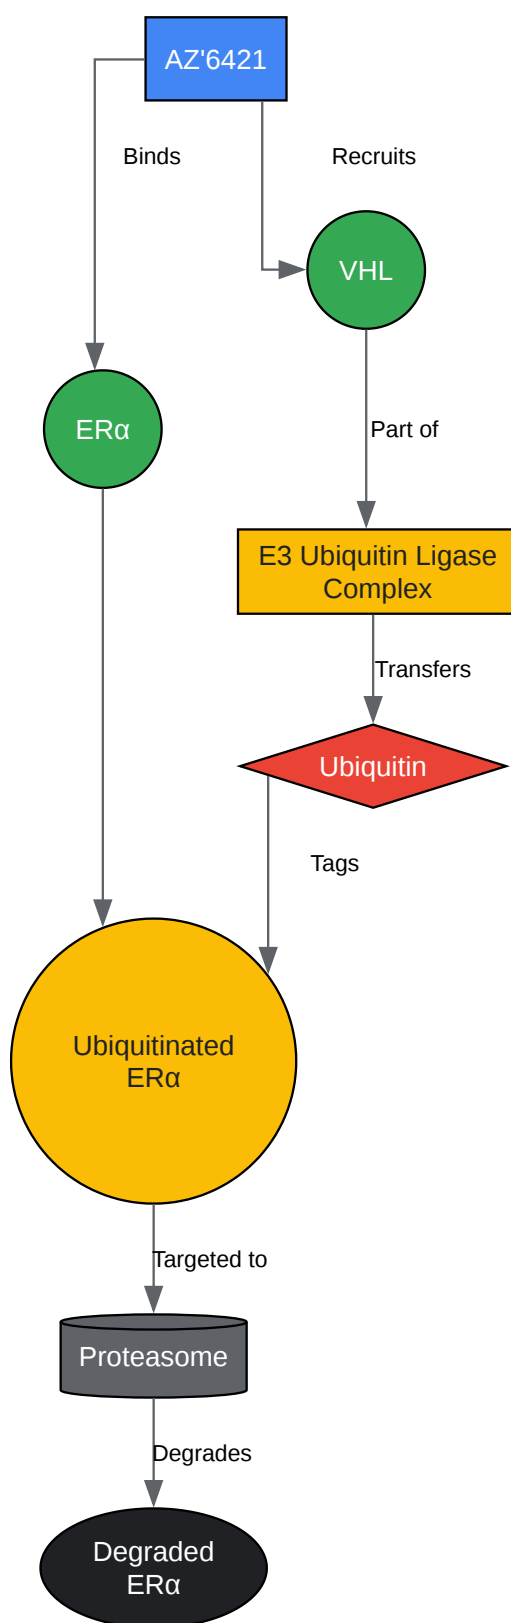 AZ'6421
Binds
Recruits
VHL
ERα
Part of
E3 Ubiquitin Ligase
Complex
Transfers
Ubiquitin
Tags
Ubiquitinated
ERα
Targeted to
Proteasome
Degrades
Degraded
ERα